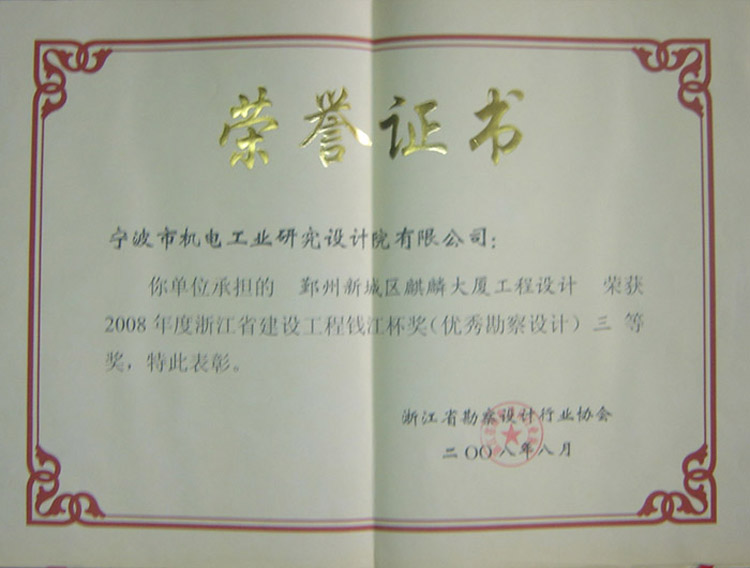 荣誉证书
宁波市机电工业研究设计院有限公司：
你单位承担的 鄞州新城区麒麟大厦工程设计 荣获
2008年度浙江省建设工程钱江杯奖（优秀勘察设计）三等
奖，特此表彰。
浙江省勘察设计行业协会
二〇〇八年八月